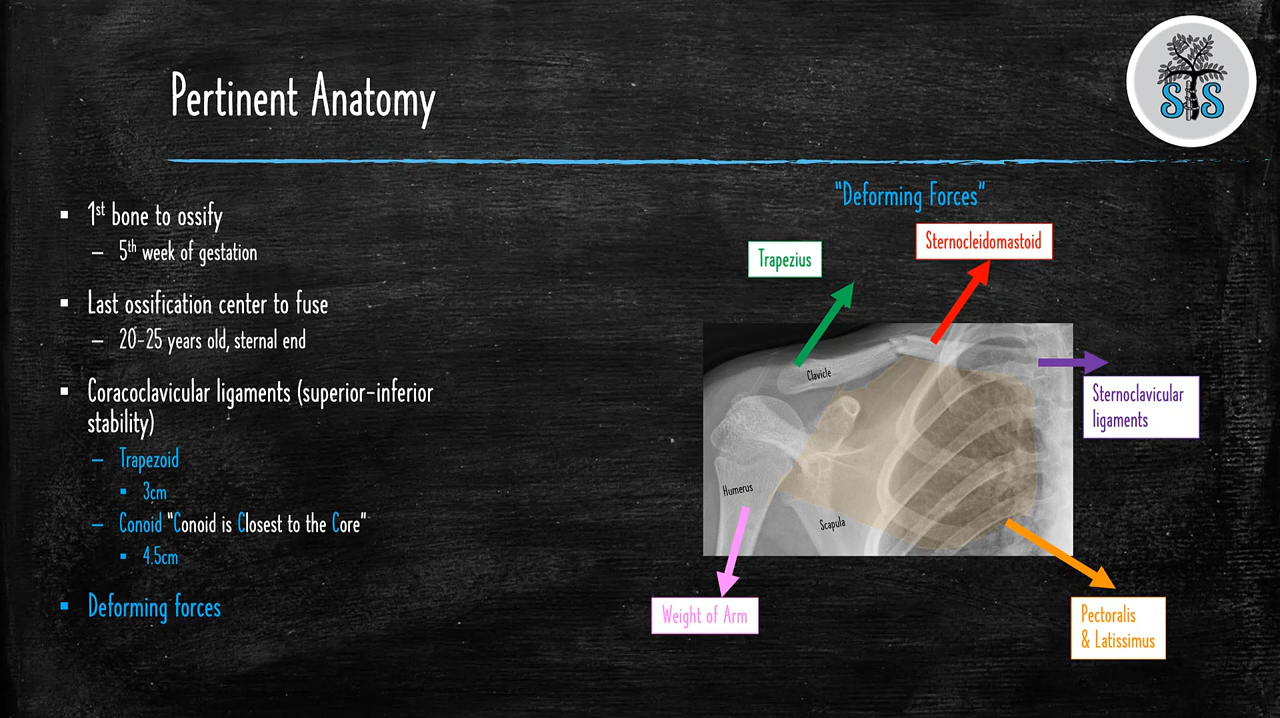 Pertinent Anatomy
SIS
1st bone to ossify
– 5th week of gestation
Last ossification center to fuse
– 20-25 years old, sternal end
Coracoclavicular ligaments (superior-inferior
stability)
– Trapezoid
3cm
– Conoid "Conoid is Closest to the Core"
4.5cm
Deforming forces
"Deforming Forces"
Sternocleidomastoid
Trapezius
Clavicle
Sternoclavicular
ligaments
Humerus
Scapula
Weight of Arm
Pectoralis
& Latissimus